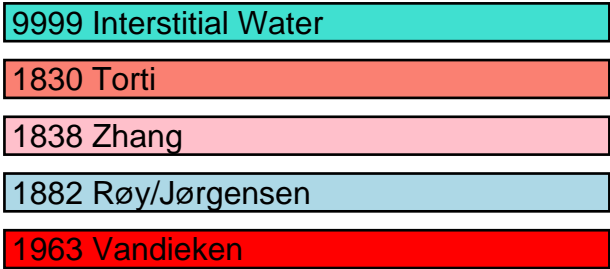 9999 Interstitial Water
1830 Torti
1838 Zhang
1882 Røy/Jørgensen
1963 Vandieken